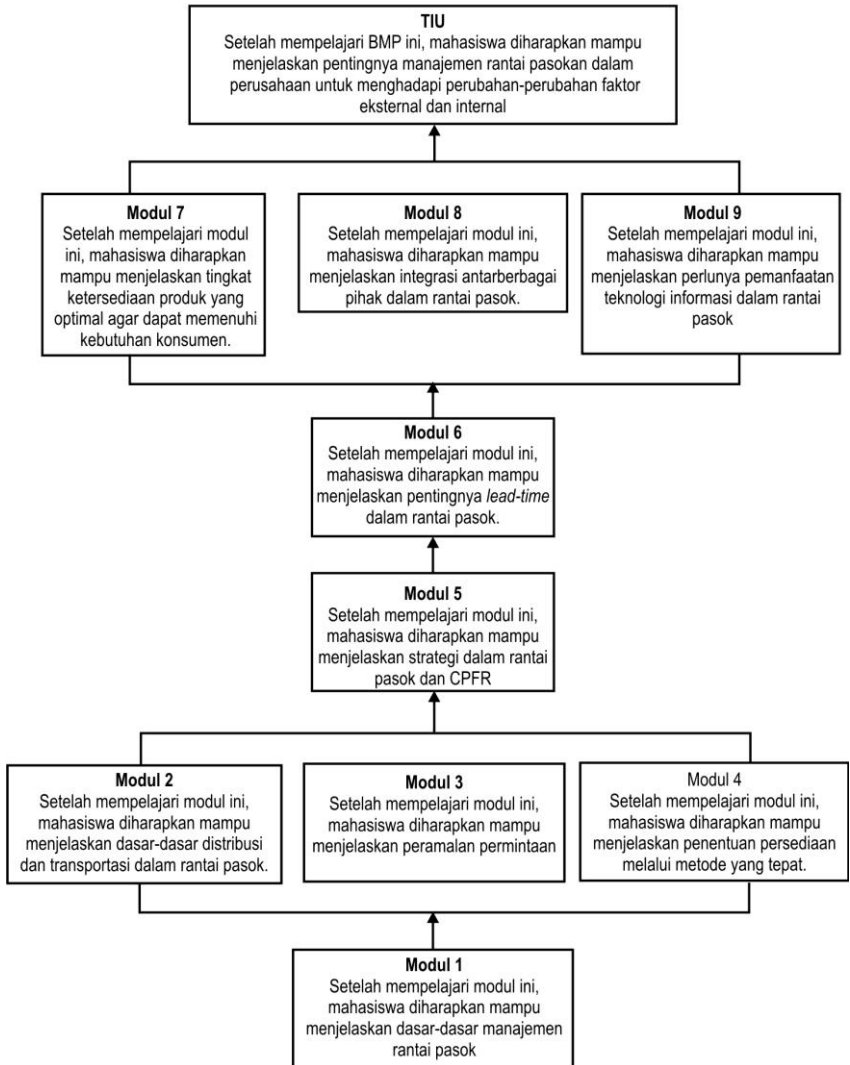 TIU
Setelah mempelajari BMP ini, mahasiswa diharapkan mampu
menjelaskan pentingnya manajemen rantai pasokan dalam
perusahaan untuk menghadapi perubahan-perubahan faktor
eksternal dan internal
Modul 7
Setelah mempelajari modul
ini, mahasiswa diharapkan
mampu menjelaskan tingkat
ketersediaan produk yang
optimal agar dapat memenuhi
kebutuhan konsumen.
Modul 8
Setelah mempelajari modul ini,
mahasiswa diharapkan mampu
menjelaskan integrasi antarberbagai
pihak dalam rantai pasok.
Modul 9
Setelah mempelajari modul ini,
mahasiswa diharapkan mampu
menjelaskan perlunya pemanfaatan
teknologi informasi dalam rantai
pasok
Modul 6
Setelah mempelajari modul ini,
mahasiswa diharapkan mampu
menjelaskan pentingnya lead-time
dalam rantai pasok.
Modul 5
Setelah mempelajari modul ini,
mahasiswa diharapkan mampu
menjelaskan strategi dalam rantai
pasok dan CPFR
Modul 2
Setelah mempelajari modul ini,
mahasiswa diharapkan mampu
menjelaskan dasar-dasar distribusi
dan transportasi dalam rantai pasok.
Modul 3
Setelah mempelajari modul ini,
mahasiswa diharapkan mampu
menjelaskan peramalan permintaan
Modul 4
Setelah mempelajari modul ini,
mahasiswa diharapkan mampu
menjelaskan penentuan persediaan
melalui metode yang tepat.
Modul 1
Setelah mempelajari modul ini,
mahasiswa diharapkan mampu
menjelaskan dasar-dasar manajemen
rantai pasok